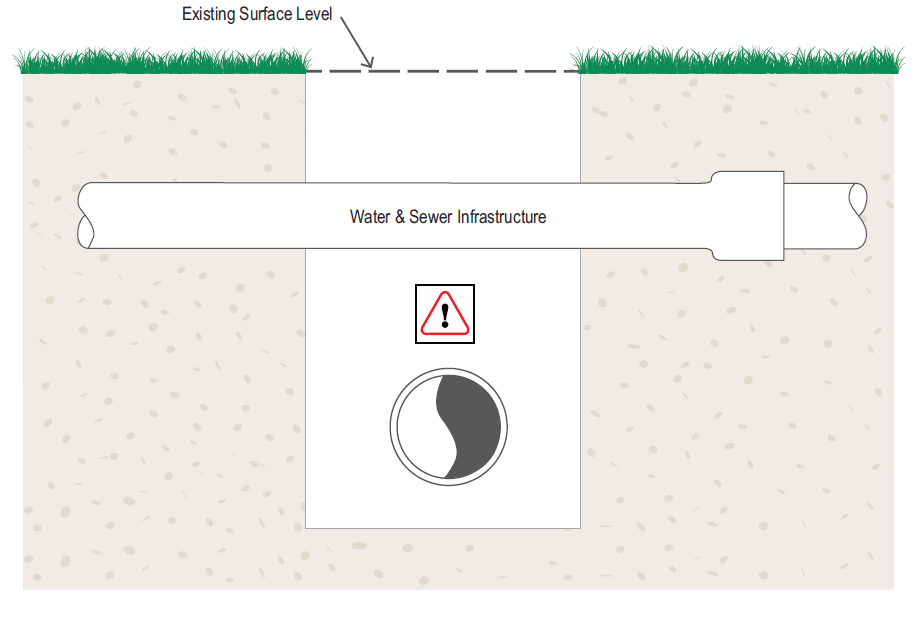 Existing Surface Level
Water & Sewer Infrastructure
!